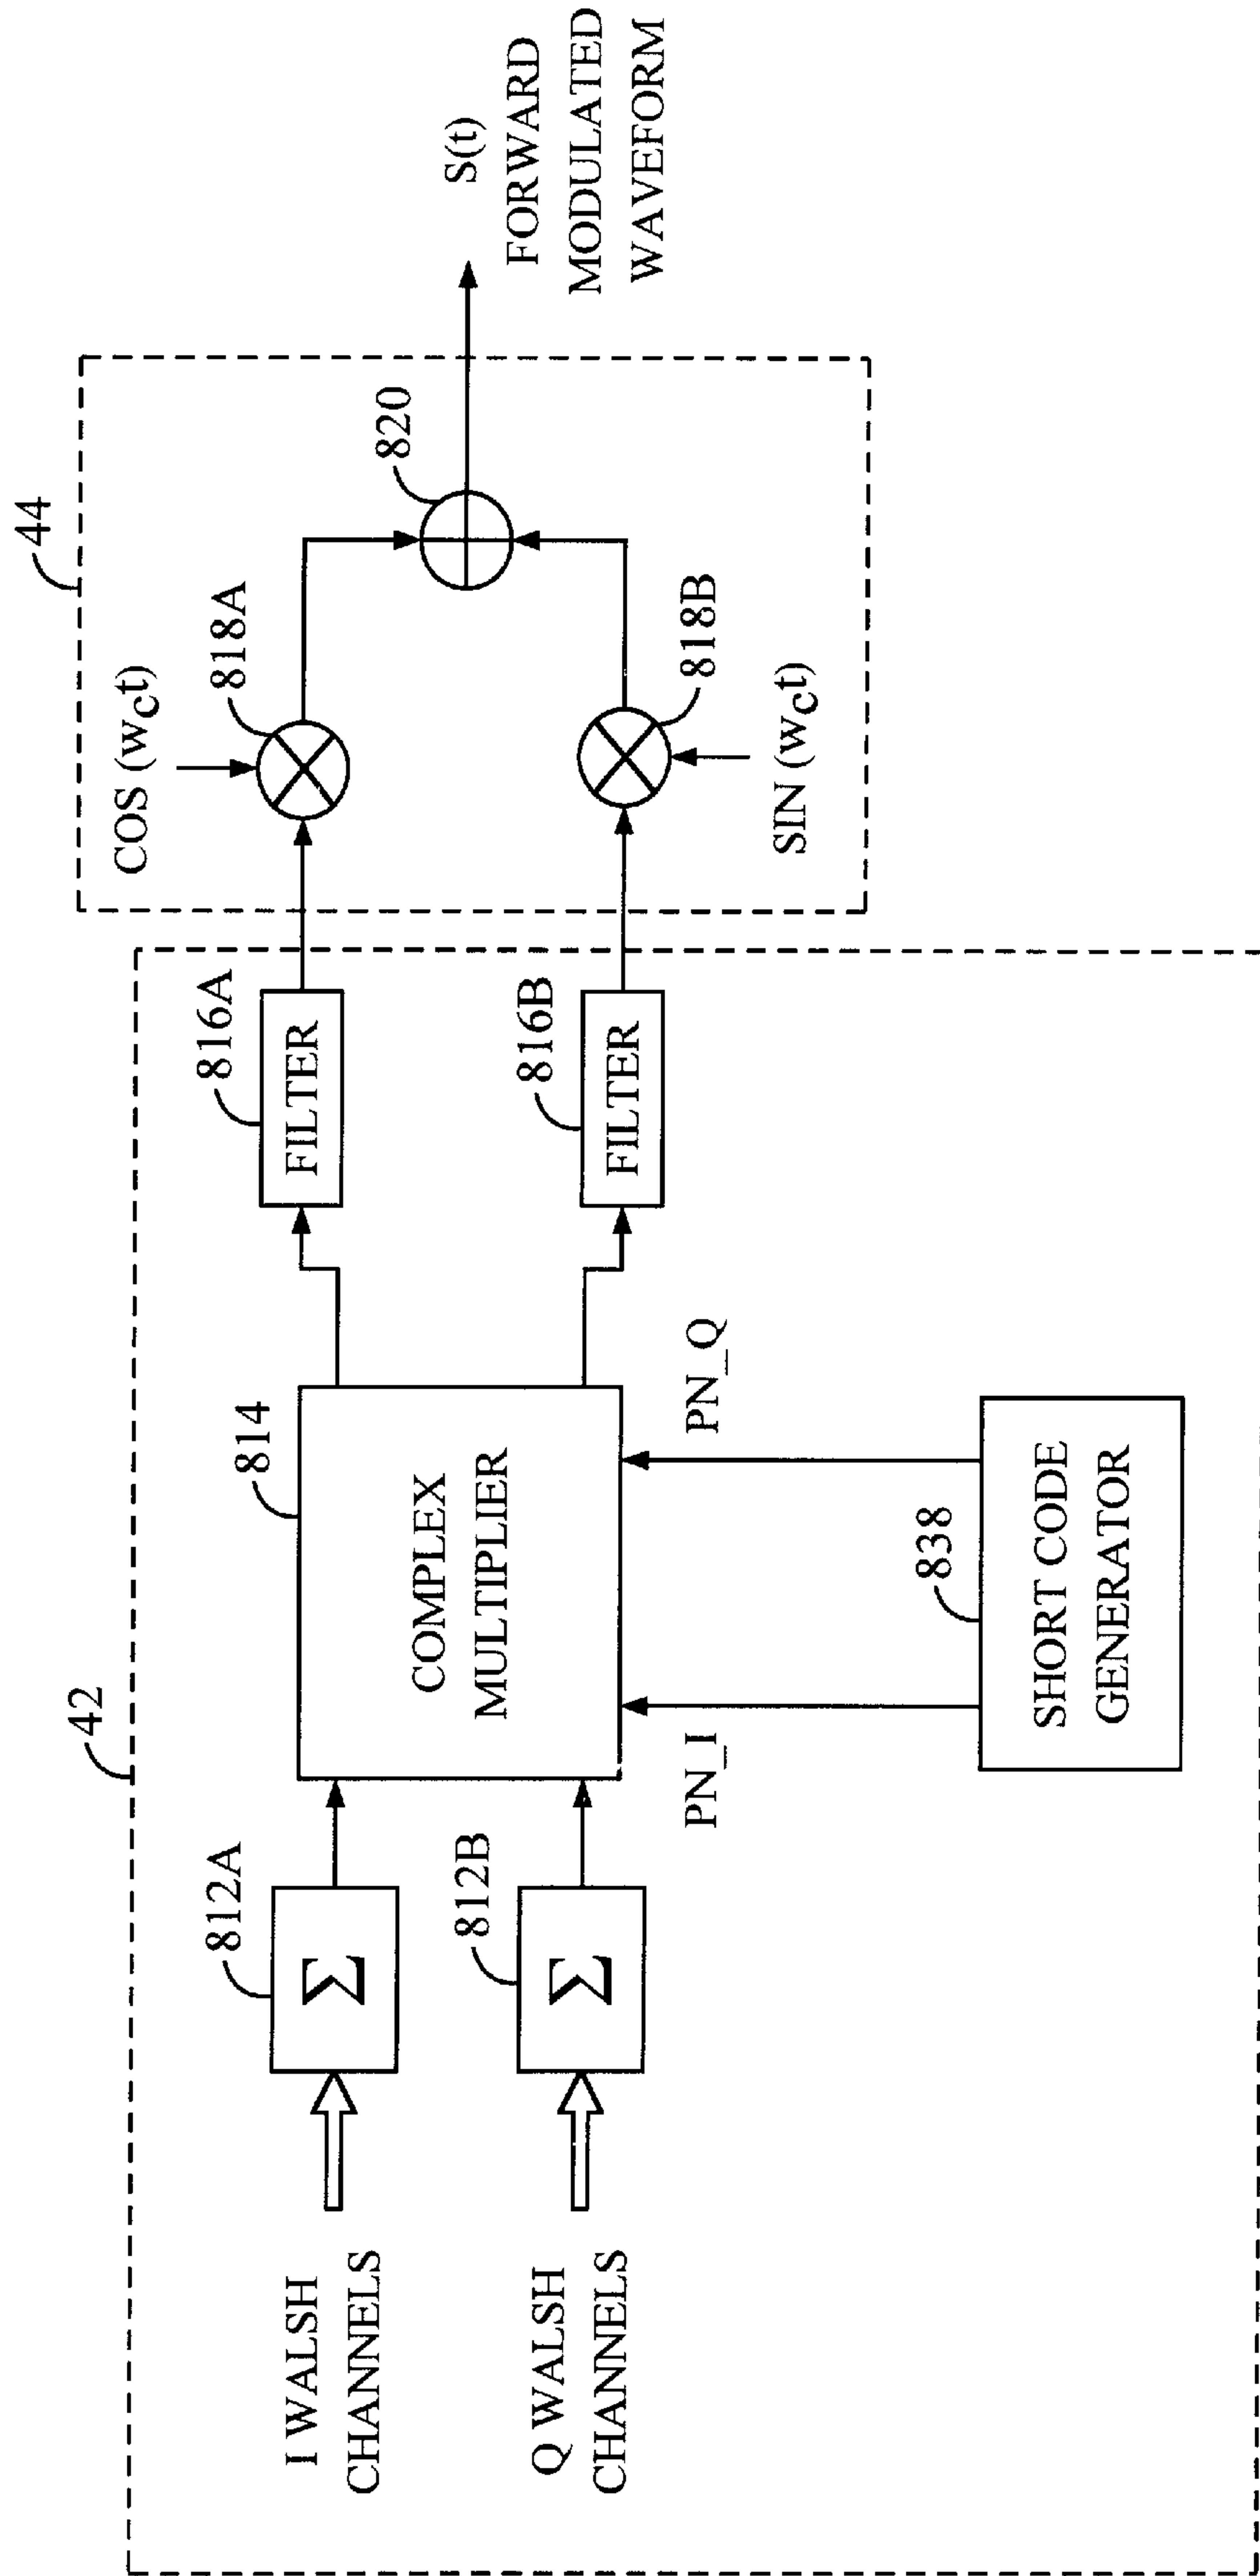 42
44
I WALSH
CHANNELS
812A
Σ
Q WALSH
CHANNELS
812B
Σ
814
COMPLEX
MULTIPLIER
PN_I
PN_Q
838
SHORT CODE
GENERATOR
816A
FILTER
816B
FILTER
COS (wct)
818A
818B
SIN (wct)
820
S(t)
FORWARD
MODULATED
WAVEFORM